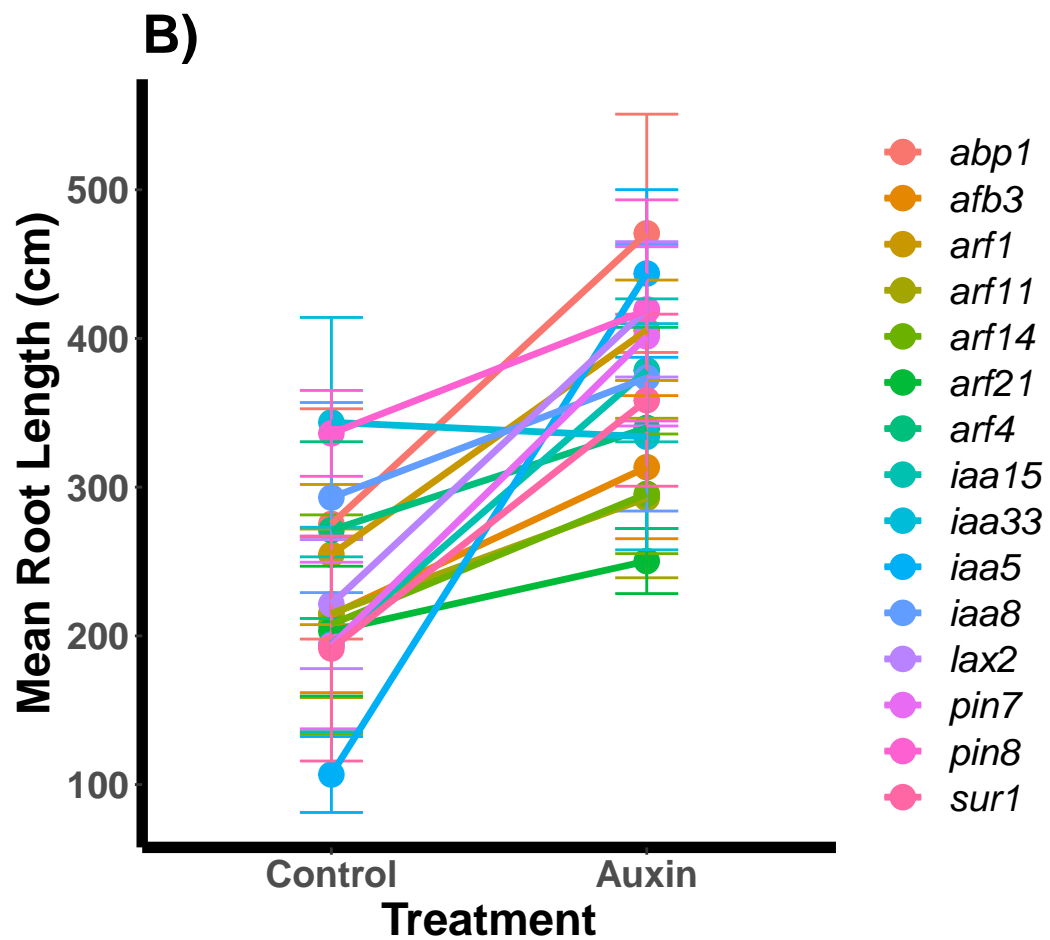 B)
Mean Root Length (cm)
500
400
300
200
100
Control
Auxin
Treatment
abp1
afb3
arf1
arf11
arf14
arf21
arf4
iaa15
iaa33
iaa5
iaa8
lax2
pin7
pin8
sur1